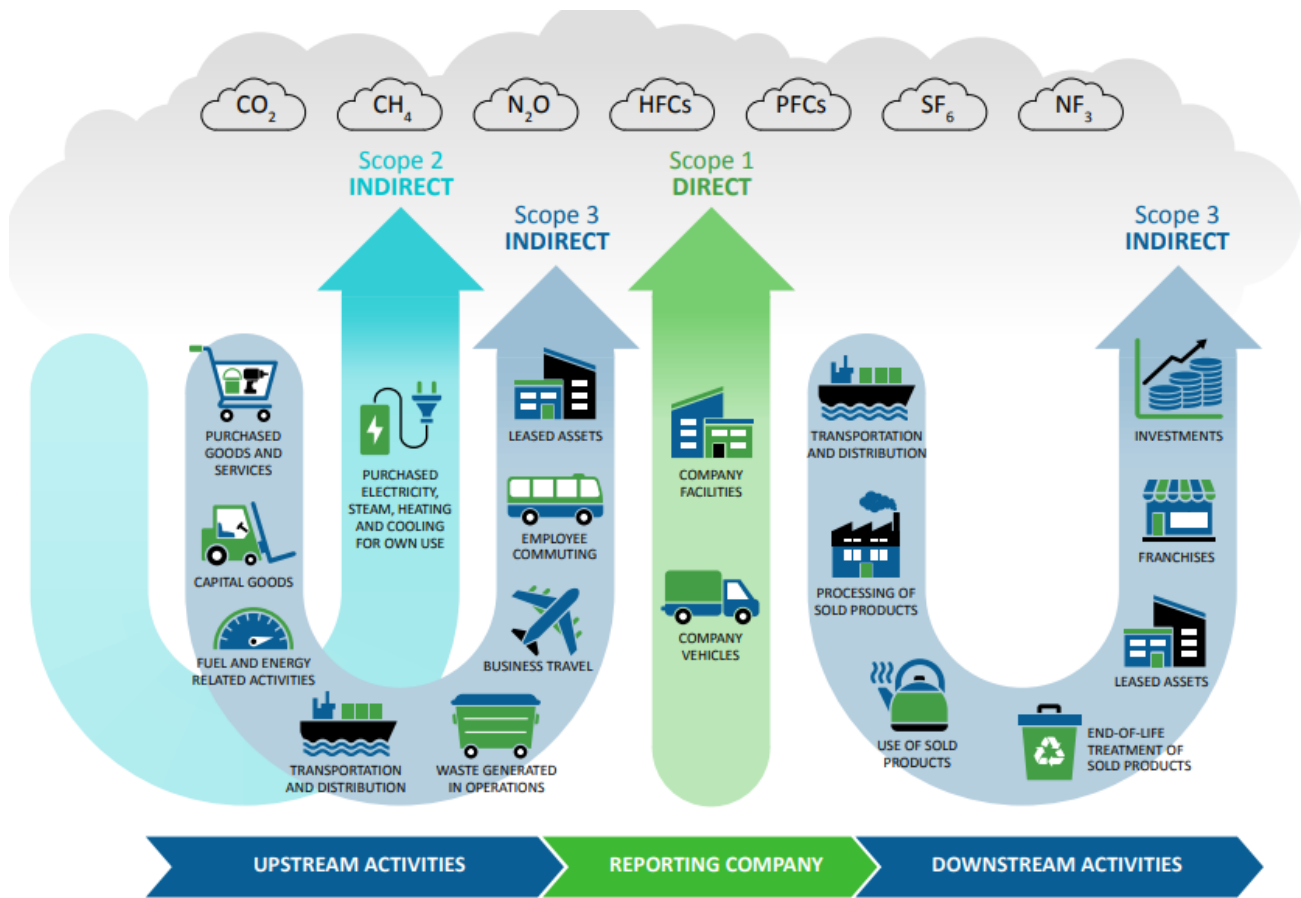 CO₂
CH₄
N₂O
HFCs
PFCs
SF₆
NF₃
Scope 2
INDIRECT
Scope 1
DIRECT
Scope 3
INDIRECT
Scope 3
INDIRECT
PURCHASED
GOODS AND
SERVICES
CAPITAL GOODS
FUEL AND ENERGY
RELATED ACTIVITIES
TRANSPORTATION
AND DISTRIBUTION
WASTE GENERATED
IN OPERATIONS
BUSINESS TRAVEL
EMPLOYEE
COMMUTING
LEASED ASSETS
PURCHASED
ELECTRICITY,
STEAM, HEATING
AND COOLING
FOR OWN USE
COMPANY
FACILITIES
COMPANY
VEHICLES
TRANSPORTATION
AND DISTRIBUTION
PROCESSING OF
SOLD PRODUCTS
USE OF SOLD
PRODUCTS
END-OF-LIFE
TREATMENT OF
SOLD PRODUCTS
LEASED ASSETS
FRANCHISES
INVESTMENTS
UPSTREAM ACTIVITIES
REPORTING COMPANY
DOWNSTREAM ACTIVITIES